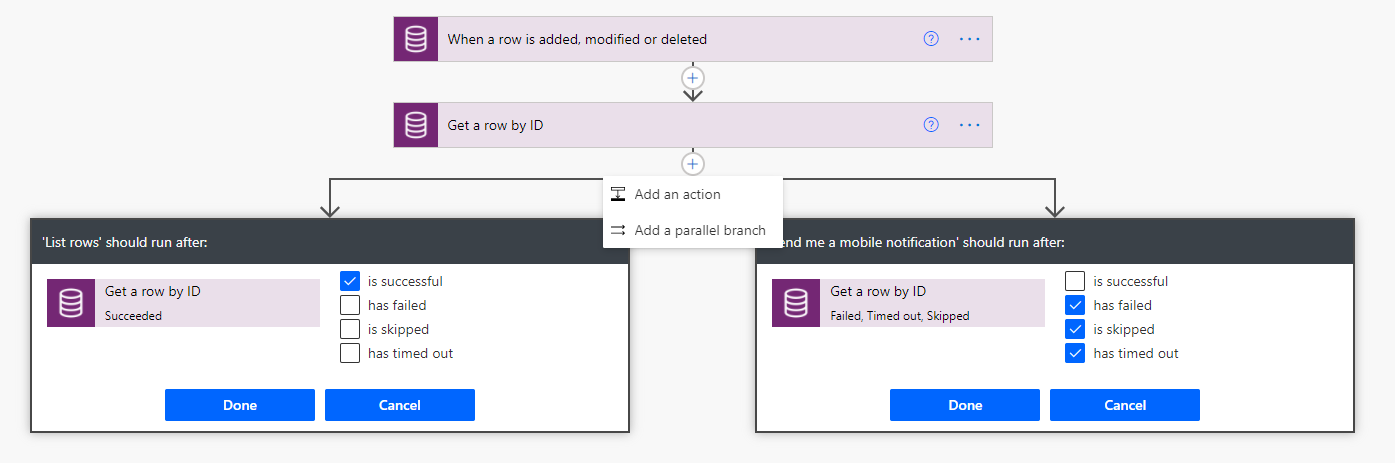 When a row is added, modified or deleted
Get a row by ID
Add an action
Add a parallel branch
'List rows' should run after:
Get a row by ID
Succeeded
is successful
has failed
is skipped
has timed out
Done
Cancel
end me a mobile notification' should run after:
Get a row by ID
Failed, Timed out, Skipped
is successful
has failed
is skipped
has timed out
Done
Cancel